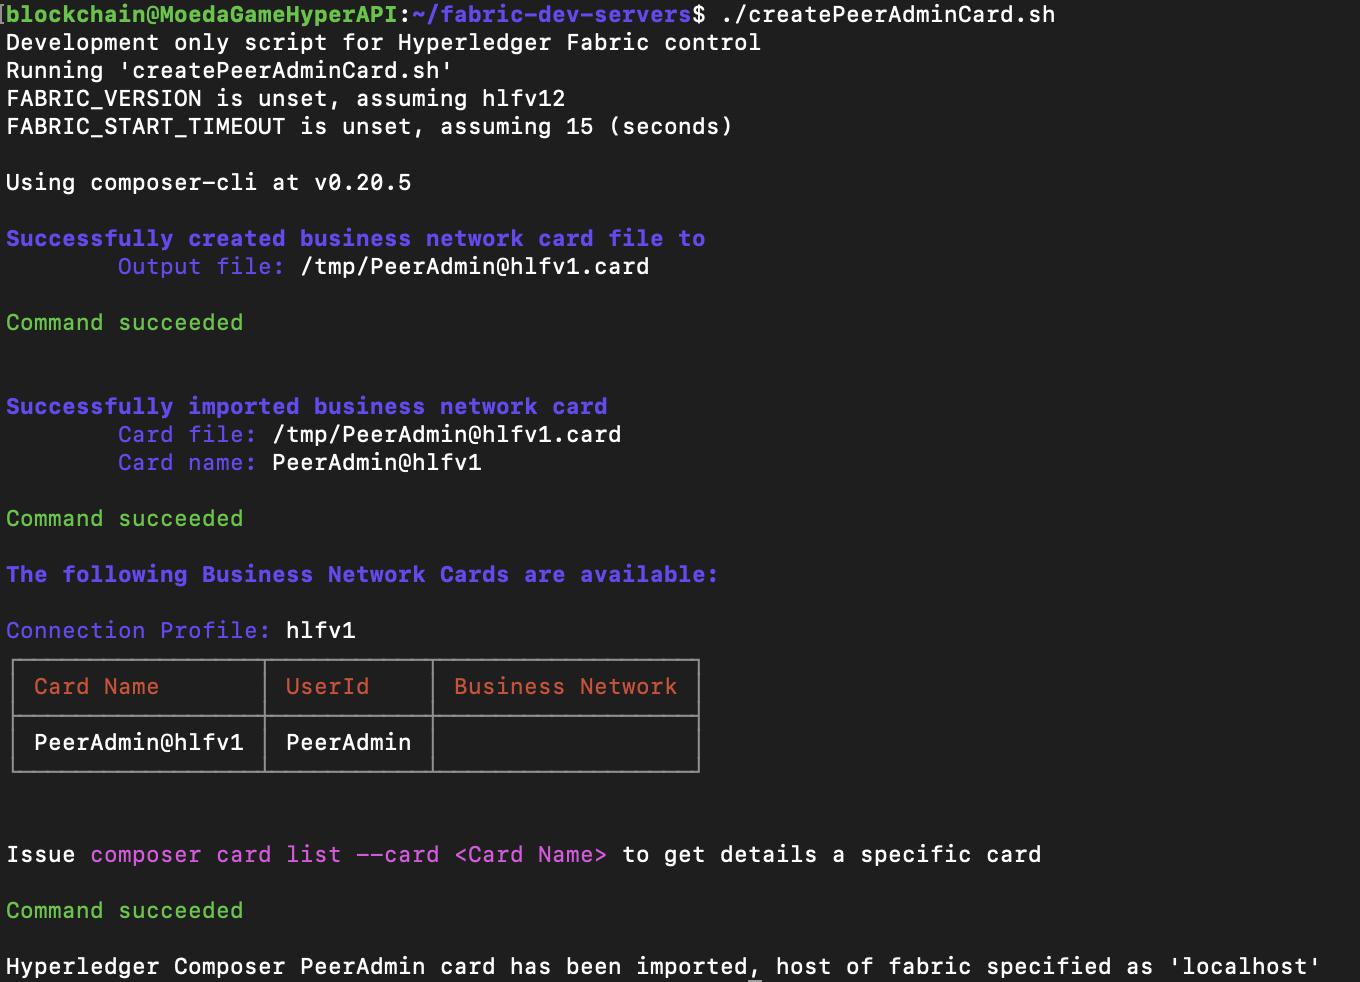 blockchain@MoedaGameHyperAPI:~/fabric-dev-servers$ ./createPeerAdminCard.sh
Development only script for Hyperledger Fabric control
Running 'createPeerAdminCard.sh'
FABRIC_VERSION is unset, assuming hlfv12
FABRIC_START_TIMEOUT is unset, assuming 15 (seconds)
Using composer-cli at v0.20.5
Successfully created business network card file to
Output file: /tmp/PeerAdmin@hlfv1.card
Command succeeded
Successfully imported business network card
Card file: /tmp/PeerAdmin@hlfv1.card
Card name: PeerAdmin@hlfv1
Command succeeded
The following Business Network Cards are available:
Connection Profile: hlfv1
Card Name UserId Business Network
PeerAdmin@hlfv1 PeerAdmin
Issue composer card list --card <Card Name> to get details a specific card
Command succeeded
Hyperledger Composer PeerAdmin card has been imported, host of fabric specified as 'localhost'